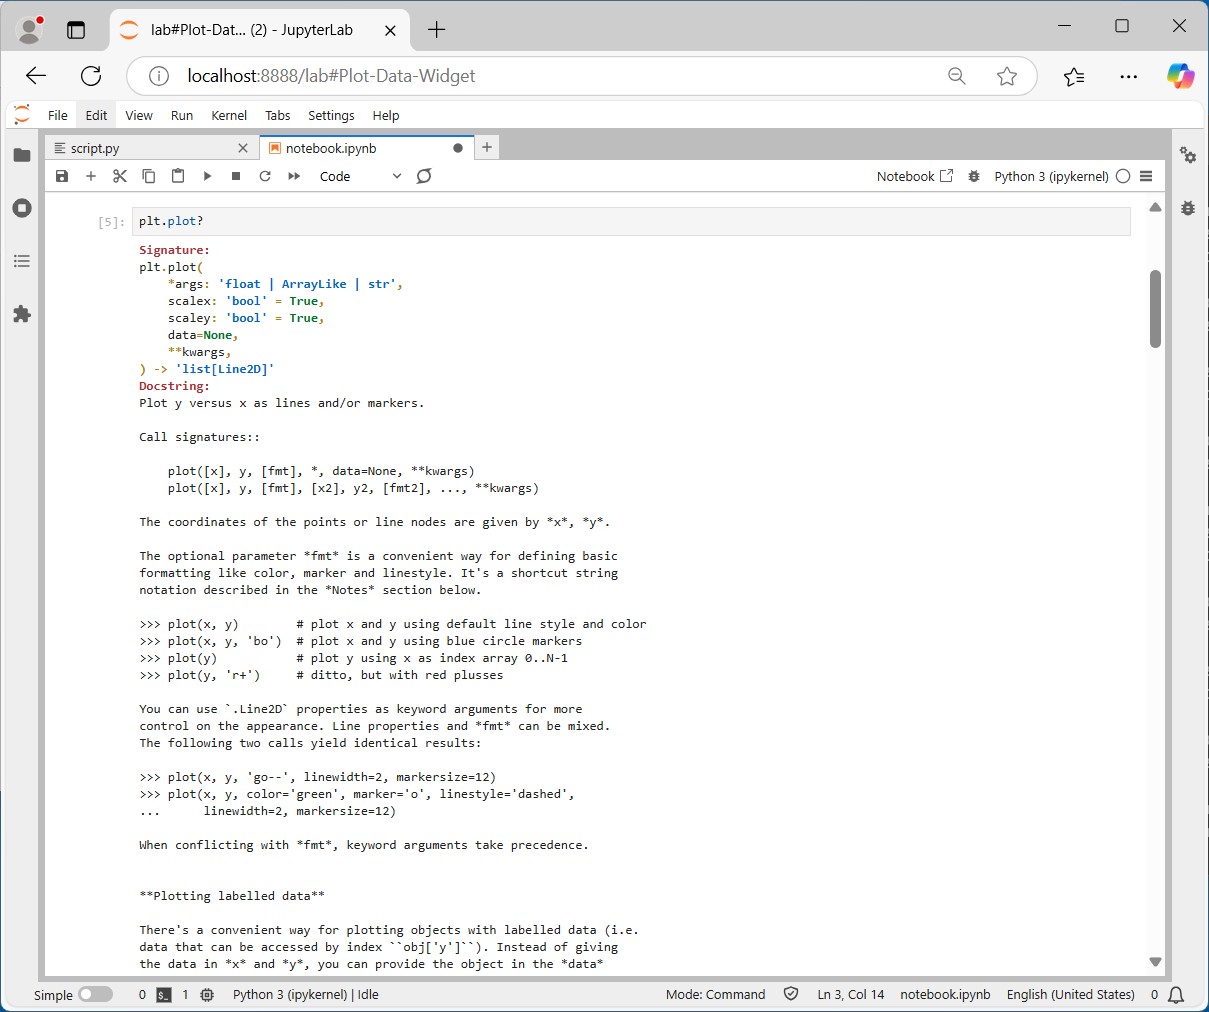 lab#Plot-Dat... (2) - JupyterLab
localhost:8888/lab#Plot-Data-Widget
File Edit View Run Kernel Tabs Settings Help
script.py notebook.ipynb
Code Notebook Python 3 (ipykernel)
[5]: plt.plot?
Signature:
plt.plot(
    *args: 'float | ArrayLike | str',
    scalex: 'bool' = True,
    scaley: 'bool' = True,
    data=None,
    **kwargs,
) -> 'list[Line2D]'
Docstring:
Plot y versus x as lines and/or markers.
Call signatures::
    plot([x], y, [fmt], *, data=None, **kwargs)
    plot([x], y, [fmt], [x2], y2, [fmt2], ..., **kwargs)
The coordinates of the points or line nodes are given by *x*, *y*.
The optional parameter *fmt* is a convenient way for defining basic
formatting like color, marker and linestyle. It's a shortcut string
notation described in the *Notes* section below.
>>> plot(x, y)        # plot x and y using default line style and color
>>> plot(x, y, 'bo')  # plot x and y using blue circle markers
>>> plot(y)           # plot y using x as index array 0..N-1
>>> plot(y, 'r+')     # ditto, but with red plusses
You can use `.Line2D` properties as keyword arguments for more
control on the appearance. Line properties and *fmt* can be mixed.
The following two calls yield identical results:
>>> plot(x, y, 'go--', linewidth=2, markersize=12)
>>> plot(x, y, color='green', marker='o', linestyle='dashed',
...      linewidth=2, markersize=12)
When conflicting with *fmt*, keyword arguments take precedence.
**Plotting labelled data**
There's a convenient way for plotting objects with labelled data (i.e.
data that can be accessed by index ``obj['y']``). Instead of giving
the data in *x* and *y*, you can provide the object in the *data*
Simple 0 $_ 1 Python 3 (ipykernel) | Idle Mode: Command Ln 3, Col 14 notebook.ipynb English (United States) 0